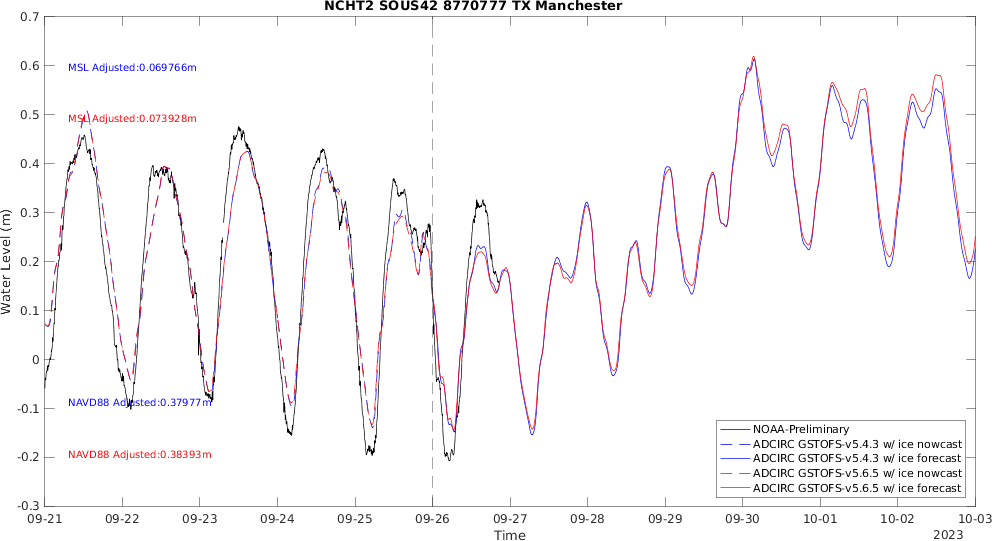 NCHT2 SOUS42 8770777 TX Manchester
0.7
0.6
0.5
0.4
0.3
0.2
0.1
0
-0.1
-0.2
-0.3
Water Level (m)
MSL Adjusted:0.069766m
MSL Adjusted:0.073928m
NAVD88 Adjusted:0.37977m
NAVD88 Adjusted:0.38393m
NOAA-Preliminary
ADCIRC GSTOFS-v5.4.3 w/ ice nowcast
ADCIRC GSTOFS-v5.4.3 w/ ice forecast
ADCIRC GSTOFS-v5.6.5 w/ ice nowcast
ADCIRC GSTOFS-v5.6.5 w/ ice forecast
09-21 09-22 09-23 09-24 09-25 09-26 09-27 09-28 09-29 09-30 10-01 10-02 10-03
Time
2023